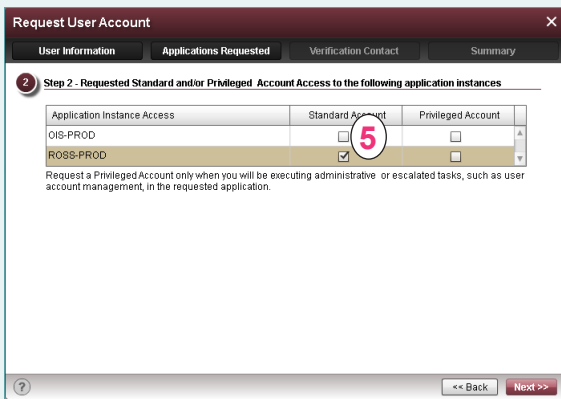 Request User Account
User Information Applications Requested Verification Contact Summary
2 Step 2 - Requested Standard and/or Privileged Account Access to the following application instances
Application Instance Access Standard Account Privileged Account
OIS-PROD
5
ROSS-PROD
Request a Privileged Account only when you will be executing administrative or escalated tasks, such as user
account management, in the requested application.
? << Back Next >>